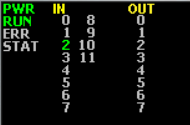 PWR IN OUT
RUN 0 8 0
ERR 1 9 1
STAT 2 10 2
3 11 3
4 4
5 5
6 6
7 7